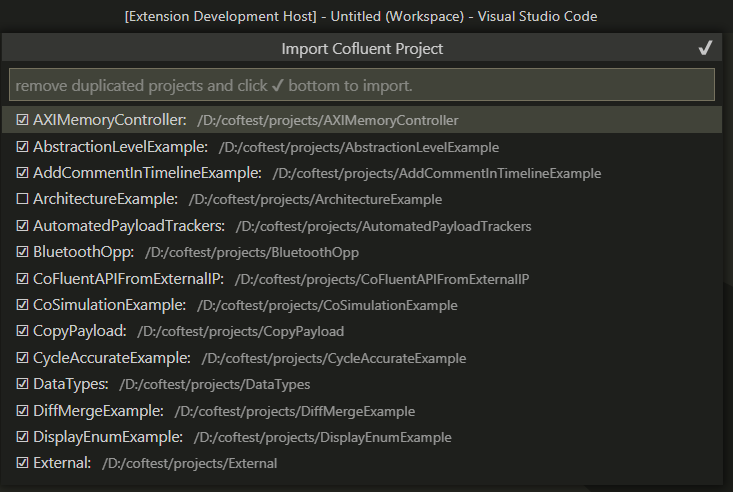 [Extension Development Host] - Untitled (Workspace) - Visual Studio Code
Import Cofluent Project
remove duplicated projects and click ✓ bottom to import.
AXIMemoryController: /D:/coftest/projects/AXIMemoryController
AbstractionLevelExample: /D:/coftest/projects/AbstractionLevelExample
AddCommentInTimelineExample: /D:/coftest/projects/AddCommentInTimelineExample
ArchitectureExample: /D:/coftest/projects/ArchitectureExample
AutomatedPayloadTrackers: /D:/coftest/projects/AutomatedPayloadTrackers
BluetoothOpp: /D:/coftest/projects/BluetoothOpp
CoFluentAPIFromExternalIP: /D:/coftest/projects/CoFluentAPIFromExternalIP
CoSimulationExample: /D:/coftest/projects/CoSimulationExample
CopyPayload: /D:/coftest/projects/CopyPayload
CycleAccurateExample: /D:/coftest/projects/CycleAccurateExample
DataTypes: /D:/coftest/projects/DataTypes
DiffMergeExample: /D:/coftest/projects/DiffMergeExample
DisplayEnumExample: /D:/coftest/projects/DisplayEnumExample
External: /D:/coftest/projects/External